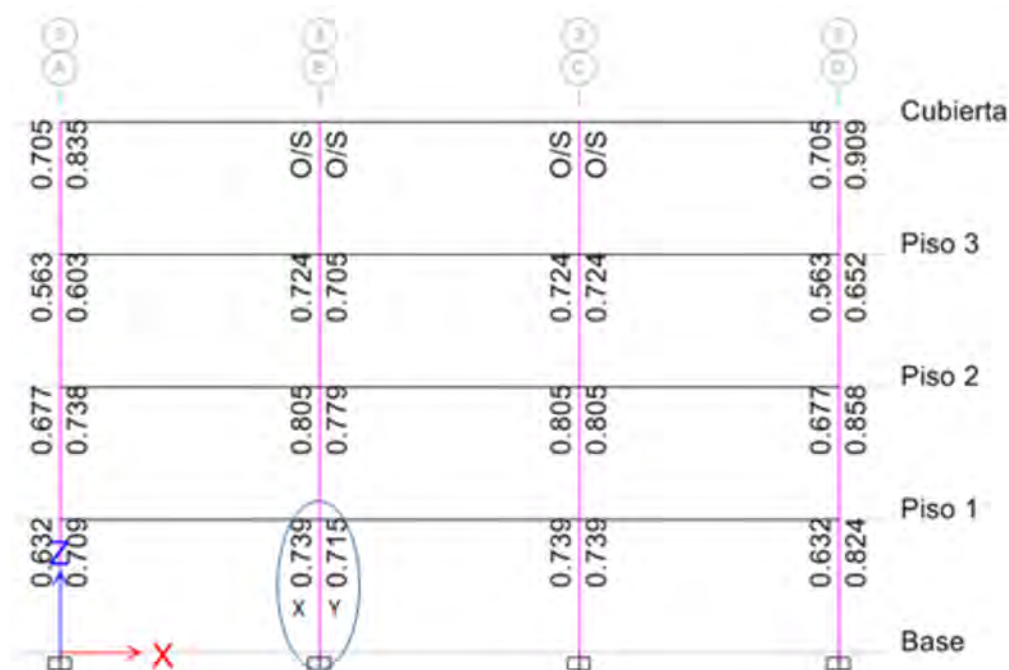 A B C D
Cubierta
0.705 0.835 O/S O/S O/S O/S 0.705 0.909
Piso 3
0.563 0.603 0.724 0.705 0.724 0.724 0.563 0.652
Piso 2
0.677 0.738 0.805 0.779 0.805 0.805 0.677 0.858
Piso 1
0.632 0.709 0.739 0.715 0.739 0.739 0.632 0.824
Z
X Y
Base
X